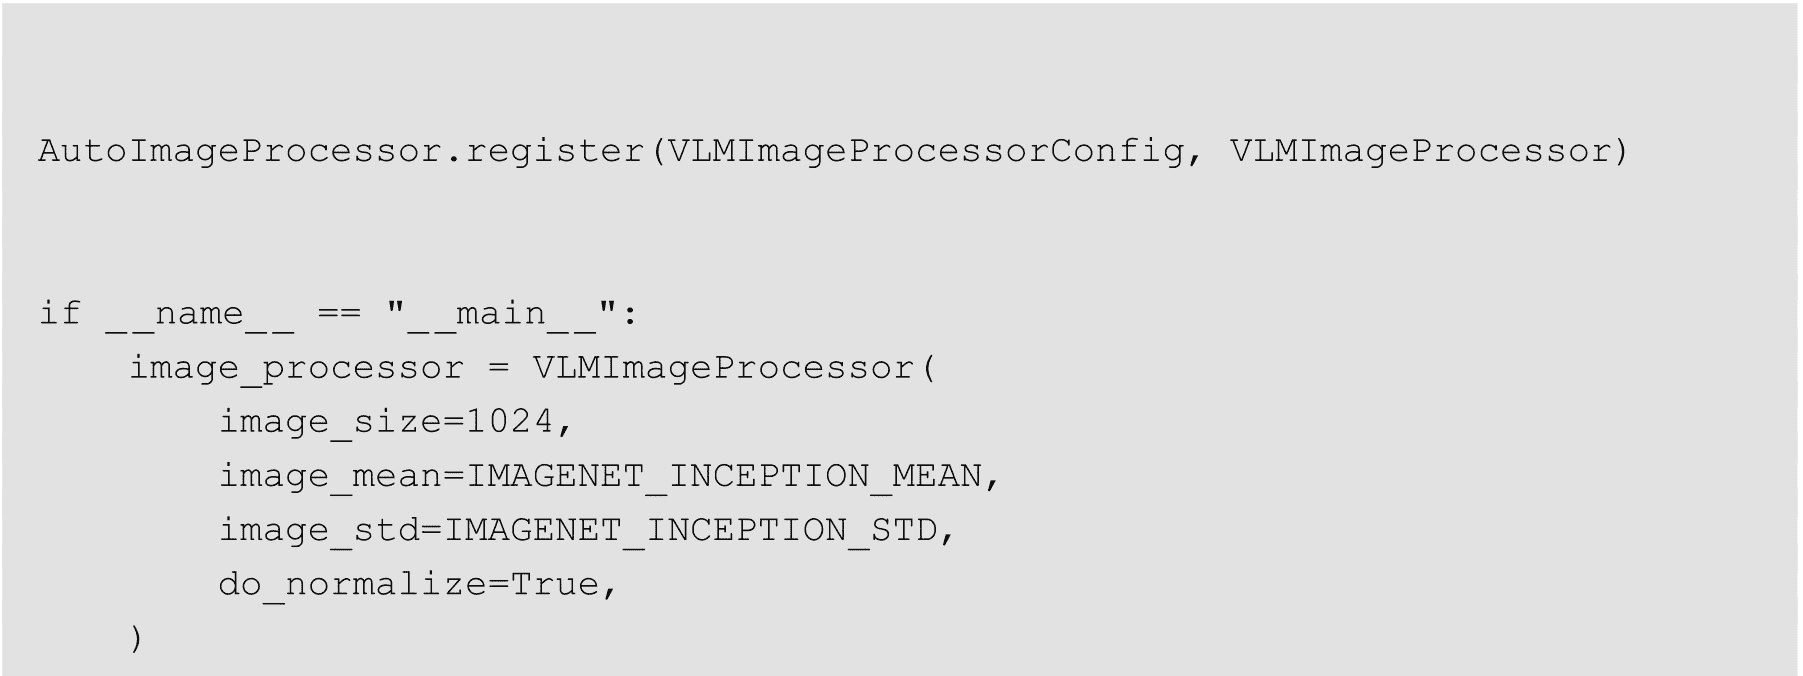 AutoImageProcessor.register(VLMImageProcessorConfig, VLMImageProcessor)
if __name__ == "__main__":
    image_processor = VLMImageProcessor(
        image_size=1024,
        image_mean=IMAGENET_INCEPTION_MEAN,
        image_std=IMAGENET_INCEPTION_STD,
        do_normalize=True,
    )